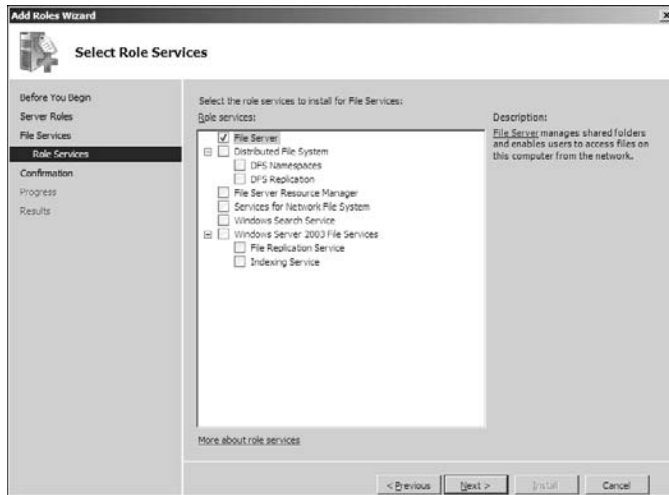 Add Roles Wizard
Select Role Services
Before You Begin
Server Roles
File Services
Role Services
Confirmation
Progress
Results
Select the role services to install for File Services:
Role services:
File Server
Distributed File System
DFS Namespaces
DFS Replication
File Server Resource Manager
Services for Network File System
Windows Search Service
Windows Server 2003 File Services
File Replication Service
Indexing Service
More about role services
Description:
File Server manages shared folders
and enables users to access files on
this computer from the network.
< Previous
Next >
Install
Cancel